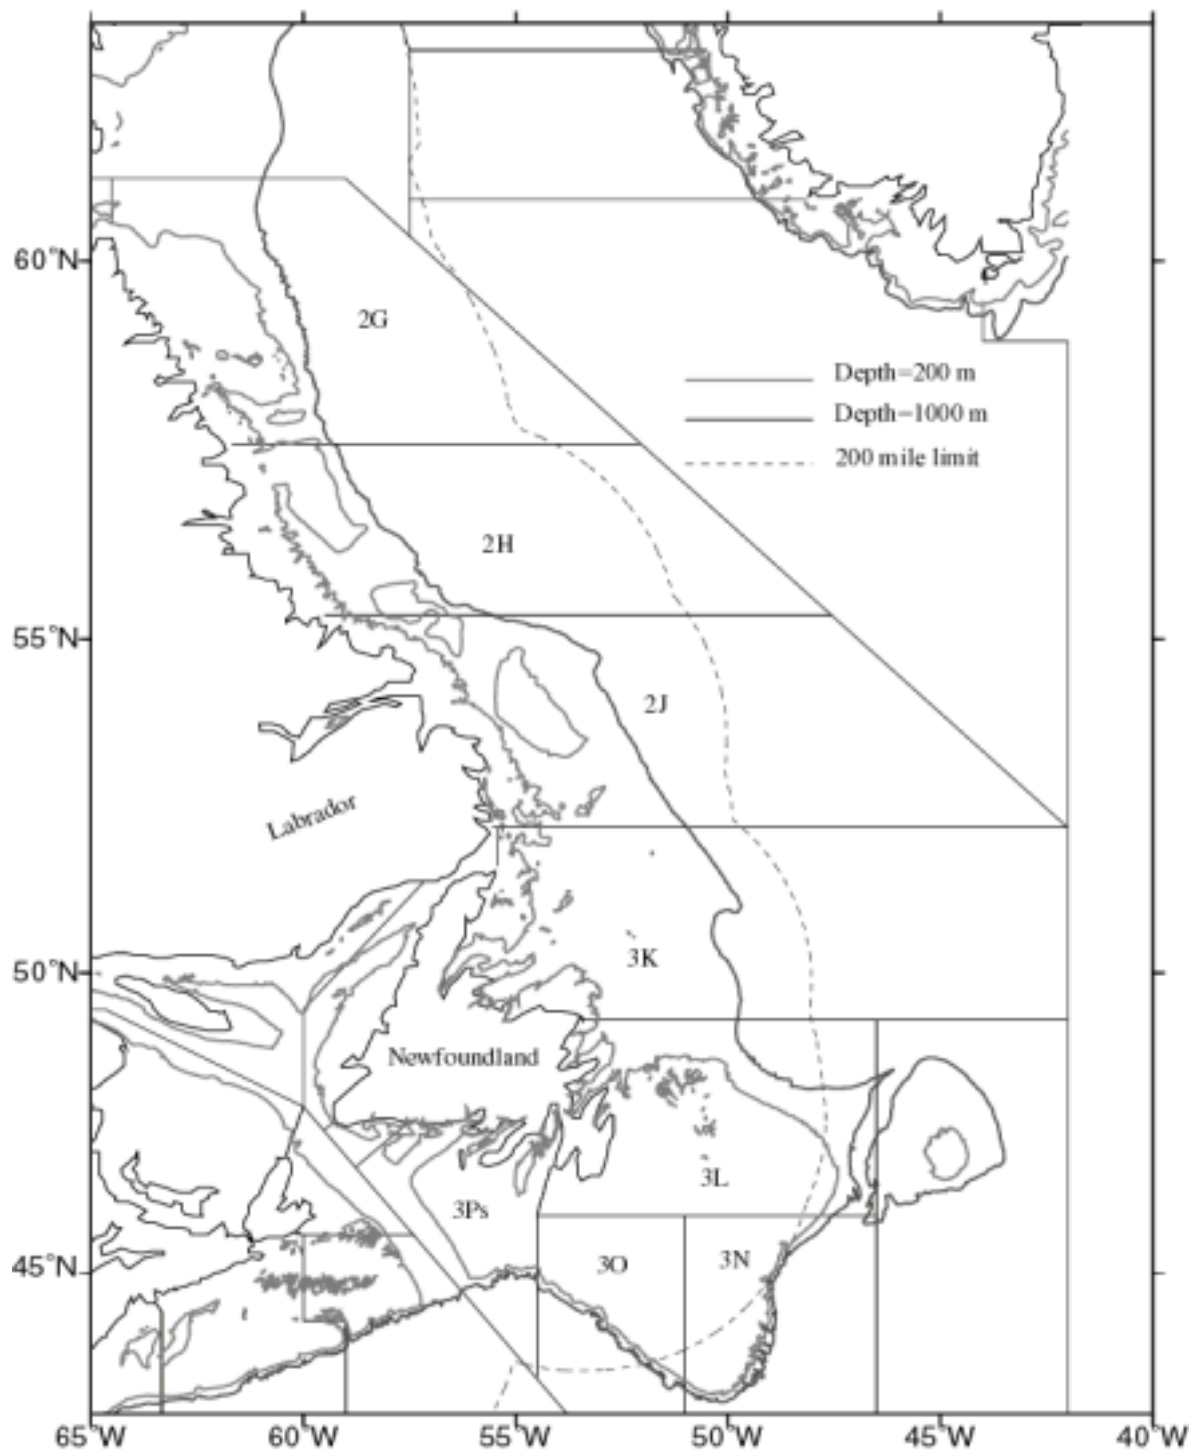 60°N
2G
Depth=200 m
Depth=1000 m
200 mile limit
2H
55°N
2J
Labrador
50°N
3K
Newfoundland
3L
3Ps
45°N
3O
3N
65°W
60°W
55°W
50°W
45°W
40°W